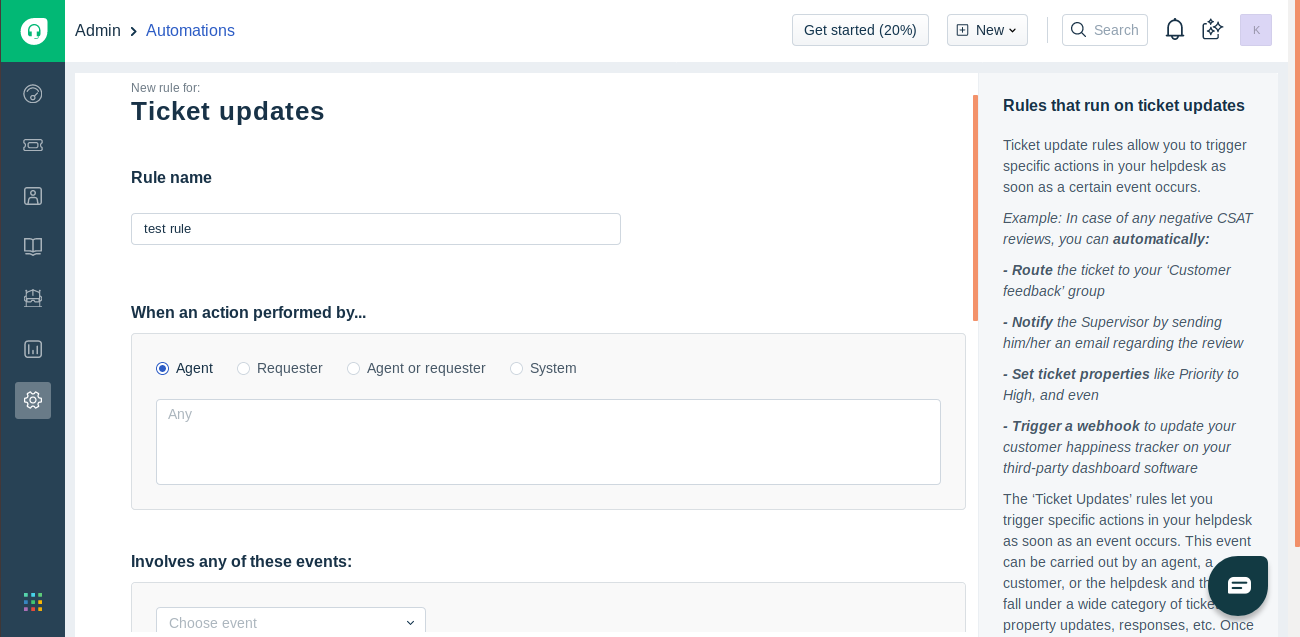 Admin
Automations
Get started (20%)
New
Search
K
New rule for:
Ticket updates
Rule name
test rule
When an action performed by...
Agent
Requester
Agent or requester
System
Any
Involves any of these events:
Choose event
Rules that run on ticket updates
Ticket update rules allow you to trigger
specific actions in your helpdesk as
soon as a certain event occurs.
Example: In case of any negative CSAT
reviews, you can automatically:
- Route the ticket to your ‘Customer
feedback’ group
- Notify the Supervisor by sending
him/her an email regarding the review
- Set ticket properties like Priority to
High, and even
- Trigger a webhook to update your
customer happiness tracker on your
third-party dashboard software
The ‘Ticket Updates’ rules let you
trigger specific actions in your helpdesk
as soon as an event occurs. This event
can be carried out by an agent, a
customer, or the helpdesk and
fall under a wide category of
property updates, responses, etc. Once